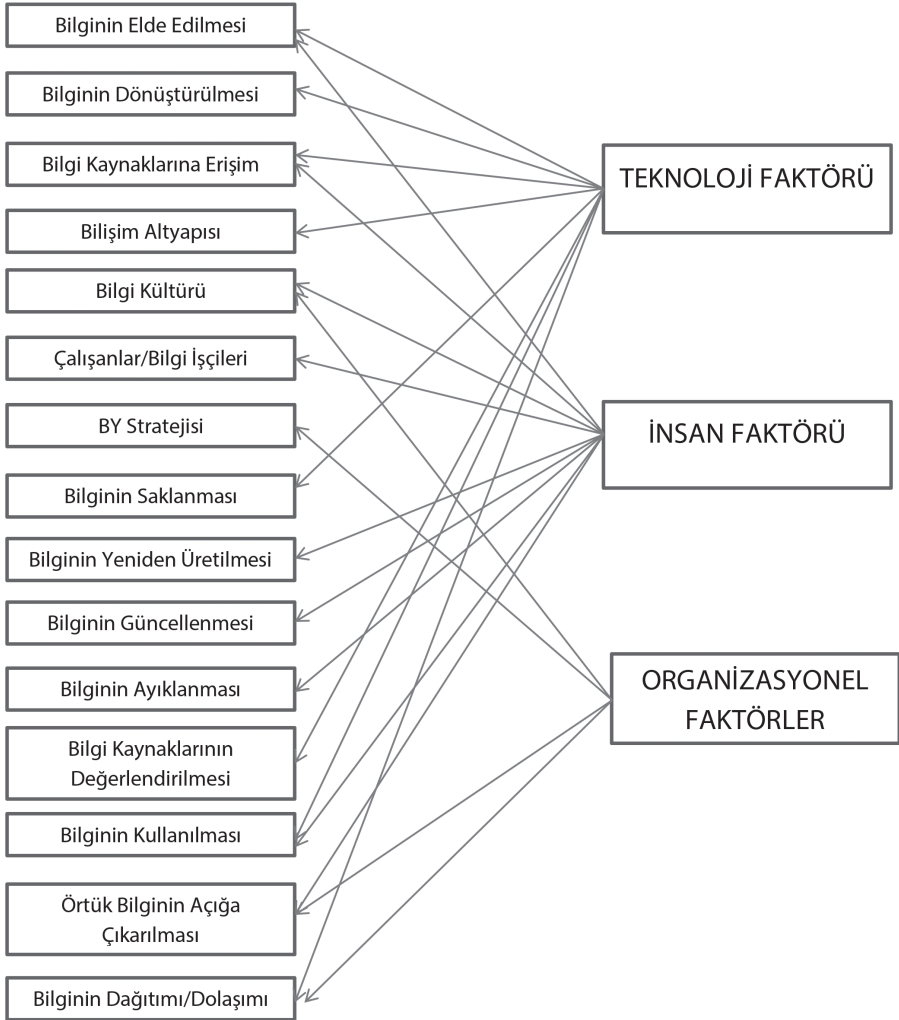 Bilginin Elde Edilmesi
Bilginin Dönüştürülmesi
Bilgi Kaynaklarına Erişim
Bilişim Altyapısı
Bilgi Kültürü
Çalışanlar/Bilgi İşçileri
BY Stratejisi
Bilginin Saklanması
Bilginin Yeniden Üretilmesi
Bilginin Güncellenmesi
Bilginin Ayıklanması
Bilgi Kaynaklarının
Değerlendirilmesi
Bilginin Kullanılması
Örtük Bilginin Açığa
Çıkarılması
Bilginin Dağıtımı/Dolaşımı
TEKNOLOJİ FAKTÖRÜ
İNSAN FAKTÖRÜ
ORGANİZASYONEL
FAKTÖRLER